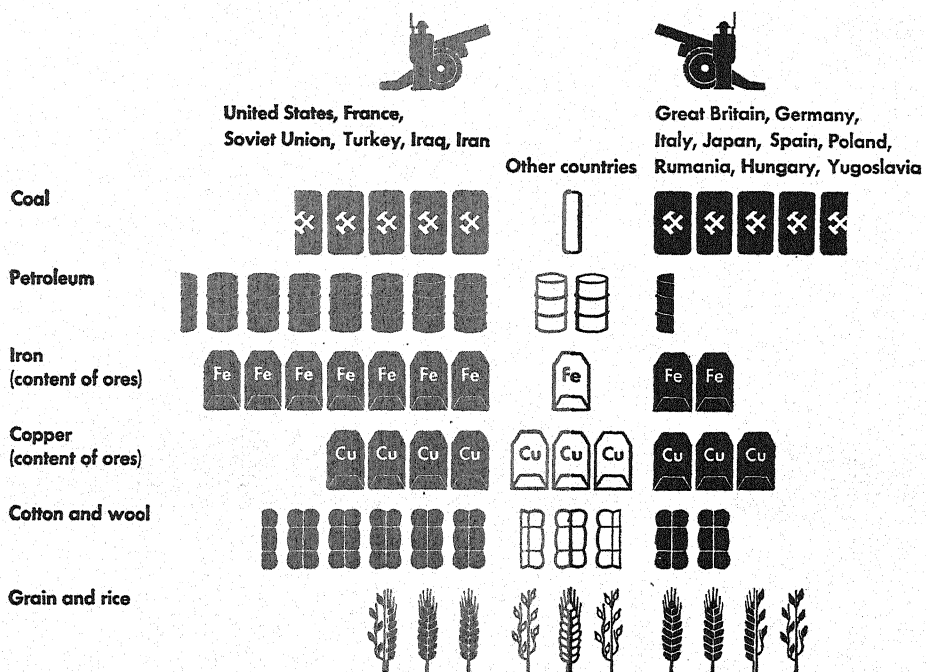 United States, France,
Soviet Union, Turkey, Iraq, Iran
Other countries
Great Britain, Germany,
Italy, Japan, Spain, Poland,
Rumania, Hungary, Yugoslavia
Coal
Petroleum
Iron
(content of ores)
Fe Fe Fe Fe Fe Fe Fe Fe Fe Fe
Copper
(content of ores)
Cu Cu Cu Cu Cu Cu Cu Cu Cu Cu
Cotton and wool
Grain and rice